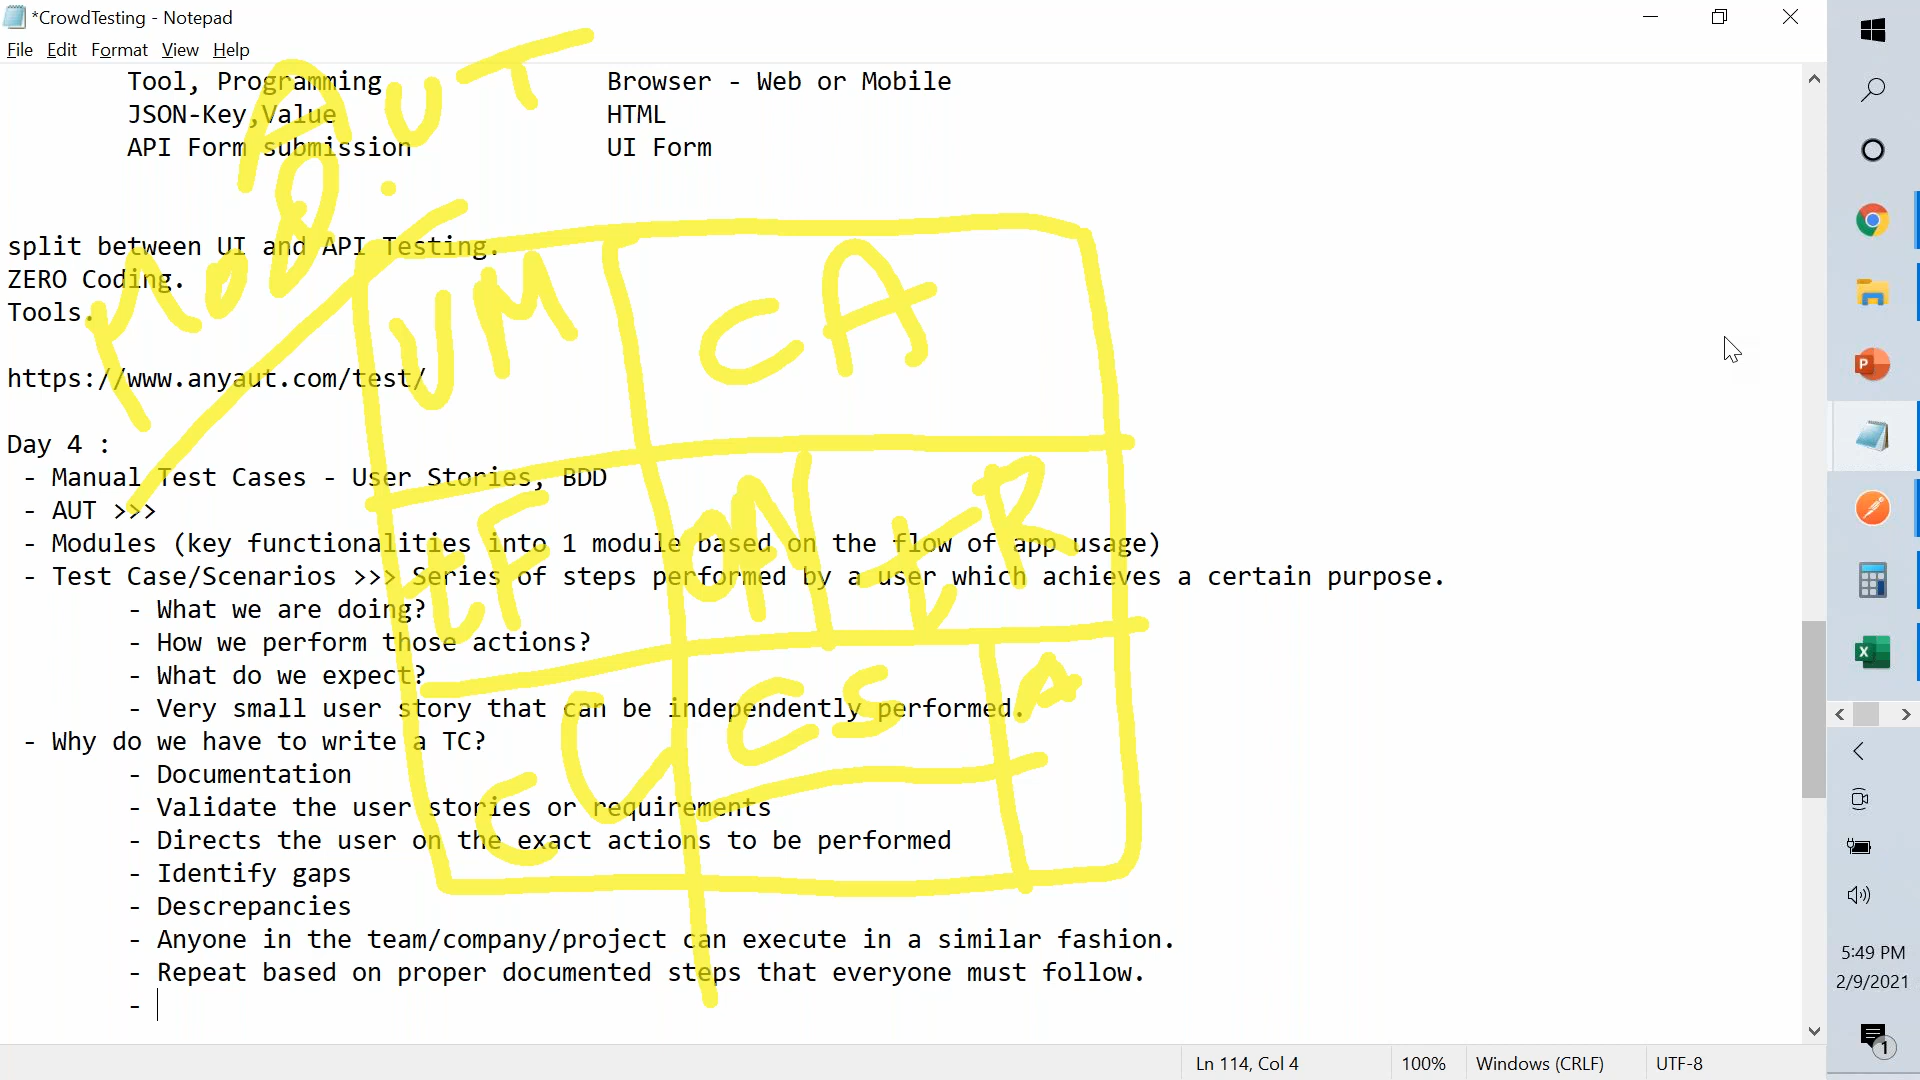 *CrowdTesting - Notepad
File Edit Format View Help
Tool, Programming Browser - Web or Mobile
JSON-Key,Value HTML
API Form submission UI Form
split between UI and API Testing.
ZERO Coding.
Tools.
https://www.anyaut.com/test/
Day 4 :
- Manual Test Cases - User Stories, BDD
- AUT >>>
- Modules (key functionalities into 1 module based on the flow of app usage)
- Test Case/Scenarios >>> Series of steps performed by a user which achieves a certain purpose.
- What we are doing?
- How we perform those actions?
- What do we expect?
- Very small user story that can be independently performed.
- Why do we have to write a TC?
- Documentation
- Validate the user stories or requirements
- Directs the user on the exact actions to be performed
- Identify gaps
- Descrepancies
- Anyone in the team/company/project can execute in a similar fashion.
- Repeat based on proper documented steps that everyone must follow.
-
AUT
UM CA
tF ON tR
CU CS A
Ln 114, Col 4 100% Windows (CRLF) UTF-8
5:49 PM
2/9/2021
1